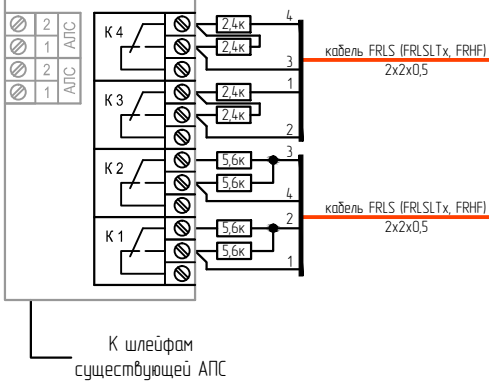 2 АЛС
1
2 АЛС
1
К 4
К 3
К 2
К 1
2,4к
2,4к
2,4к
2,4к
5,6к
5,6к
5,6к
5,6к
4
3
1
2
3
4
2
1
кабель FRLS (FRLSLTx, FRHF)
2х2х0,5
кабель FRLS (FRLSLTx, FRHF)
2х2х0,5
К шлейфам
существующей АПС